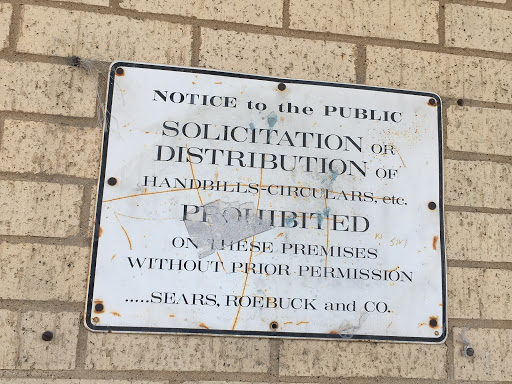 NOTICE to the PUBLIC
SOLICITATION OR
DISTRIBUTION OF
HANDBILLS-CIRCULARS, etc.
PROHIBITED
ON THESE PREMISES
WITHOUT PRIOR PERMISSION
.....SEARS, ROEBUCK and CO.